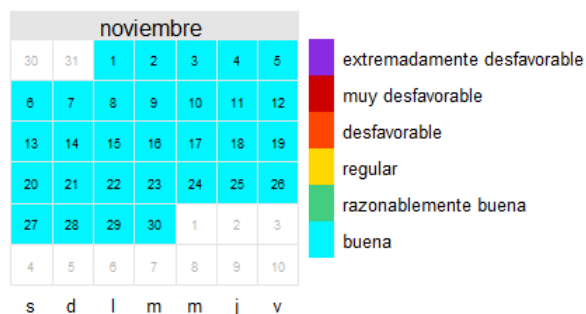 noviembre
30 31 1 2 3 4 5
6 7 8 9 10 11 12
13 14 15 16 17 18 19
20 21 22 23 24 25 26
27 28 29 30 1 2 3
4 5 6 7 8 9 10
s d l m m j v
extremadamente desfavorable
muy desfavorable
desfavorable
regular
razonablemente buena
buena